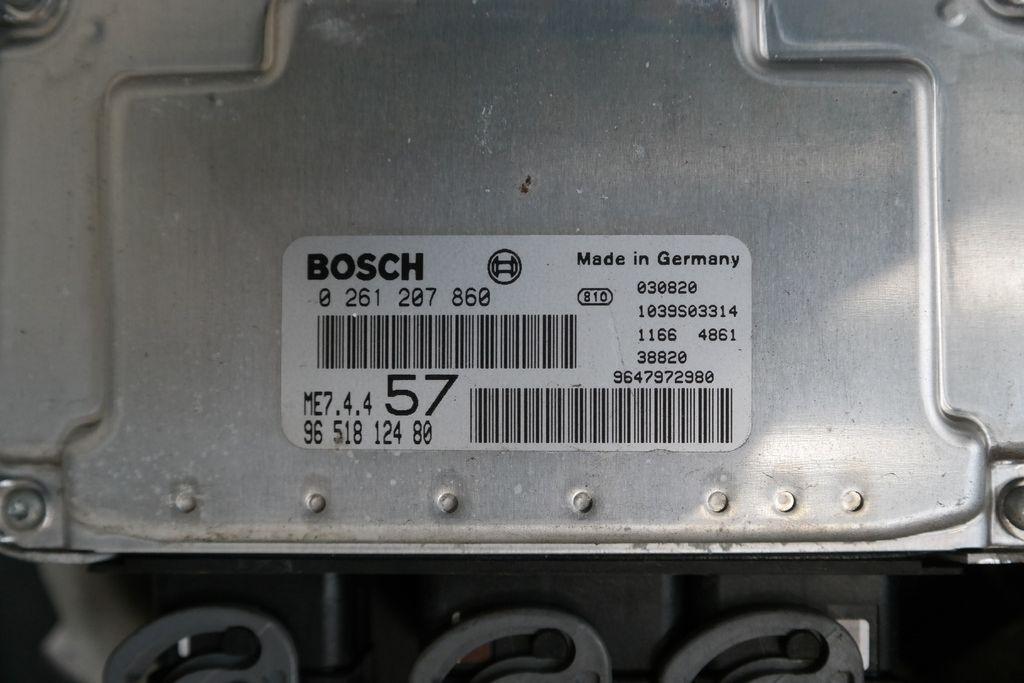 BOSCH
Made in Germany
0 261 207 860
810
030820
1039S03314
1166 4861
38820
9647972980
ME7.4.4 57
96 518 124 80